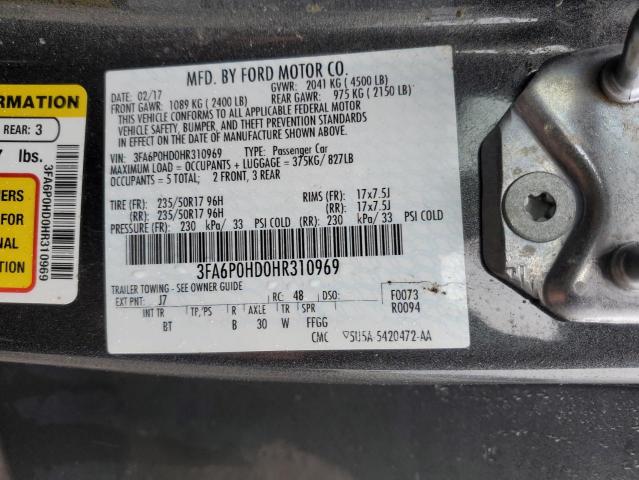 FORMATION
REAR: 3
7 lbs.
3FA6P0HD0HR310969
MFD. BY FORD MOTOR CO.
DATE: 02/17 GVWR: 2041 KG ( 4500 LB)
FRONT GAWR: 1089 KG ( 2400 LB) REAR GAWR: 975 KG ( 2150 LB)
THIS VEHICLE CONFORMS TO ALL APPLICABLE FEDERAL MOTOR
VEHICLE SAFETY, BUMPER, AND THEFT PREVENTION STANDARDS
IN EFFECT ON THE DATE OF MANUFACTURE SHOWN ABOVE.
VIN: 3FA6P0HD0HR310969 TYPE: Passenger Car
MAXIMUM LOAD = OCCUPANTS + LUGGAGE = 375KG/ 827LB
OCCUPANTS = 5 TOTAL; 2 FRONT, 3 REAR
TIRE (FR): 235/50R17 96H RIMS (FR): 17x7.5J
(RR): 235/50R17 96H (RR): 17x7.5J
PRESSURE (FR): 230 kPa/ 33 PSI COLD (RR): 230 kPa/ 33 PSI COLD
3FA6P0HD0HR310969
TRAILER TOWING - SEE OWNER GUIDE
EXT PNT: J7 RC: 48 DSO: F0073
INT TR TP/PS R AXLE TR SPR R0094
BT B 30 W FFGG
CMC 5U5A-5420472-AA
ES:
FOR
NAL
ION